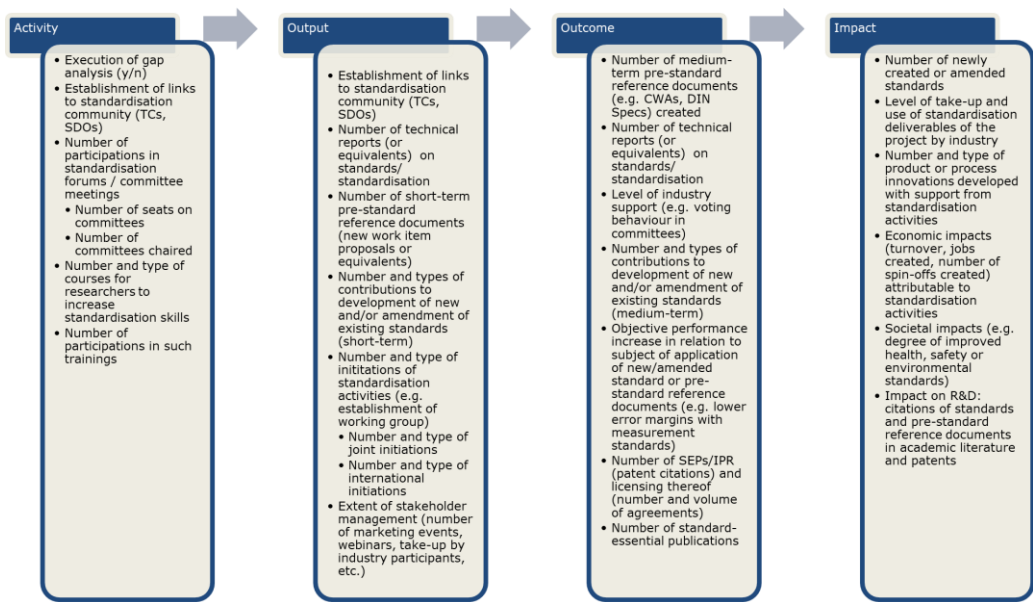 Activity
• Execution of gap
analysis (y/n)
• Establishment of links
to standardisation
community (TCs,
SDOs)
• Number of
participations in
standardisation
forums / committee
meetings
• Number of seats on
committees
• Number of
committees chaired
• Number and type of
courses for
researchers to
increase
standardisation skills
• Number of
participations in such
trainings
Output
• Establishment of links
to standardisation
community (TCs,
SDOs)
• Number of technical
reports (or
equivalents) on
standards/
standardisation
• Number of short-term
pre-standard
reference documents
(new work item
proposals or
equivalents)
• Number and types of
contributions to
development of new
and/or amendment of
existing standards
(short-term)
• Number and type of
inititations of
standardisation
activities (e.g.
establishment of
working group)
• Number and type of
joint initiations
• Number and type of
international
initiations
• Extent of stakeholder
management (number
of marketing events,
webinars, take-up by
industry participants,
etc.)
Outcome
• Number of medium-
term pre-standard
reference documents
(e.g. CWAs, DIN
Specs) created
• Number of technical
reports (or
equivalents) on
standards/
standardisation
• Level of industry
support (e.g. voting
behaviour in
committees)
• Number and types of
contributions to
development of new
and/or amendment of
existing standards
(medium-term)
• Objective performance
increase in relation to
subject of application
of new/amended
standard or pre-
standard reference
documents (e.g. lower
error margins with
measurement
standards)
• Number of SEPs/IPR
(patent citations) and
licensing thereof
(number and volume
of agreements)
• Number of standard-
essential publications
Impact
• Number of newly
created or amended
standards
• Level of take-up and
use of standardisation
deliverables of the
project by industry
• Number and type of
product or process
innovations developed
with support from
standardisation
activities
• Economic impacts
(turnover, jobs
created, number of
spin-offs created)
attributable to
standardisation
activities
• Societal impacts (e.g.
degree of improved
health, safety or
environmental
standards)
• Impact on R&D:
citations of standards
and pre-standard
reference documents
in academic literature
and patents